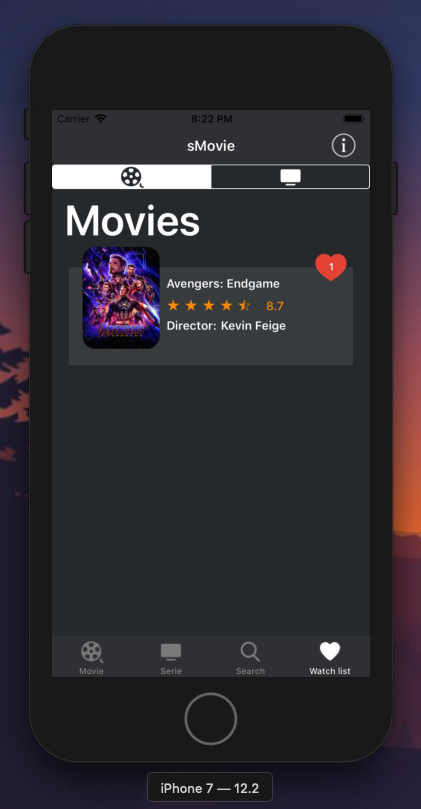 Carrier 8:22 PM
sMovie
i
Movies
1
Avengers: Endgame
8.7
Director: Kevin Feige
Movie Serie Search Watch list
iPhone 7 — 12.2